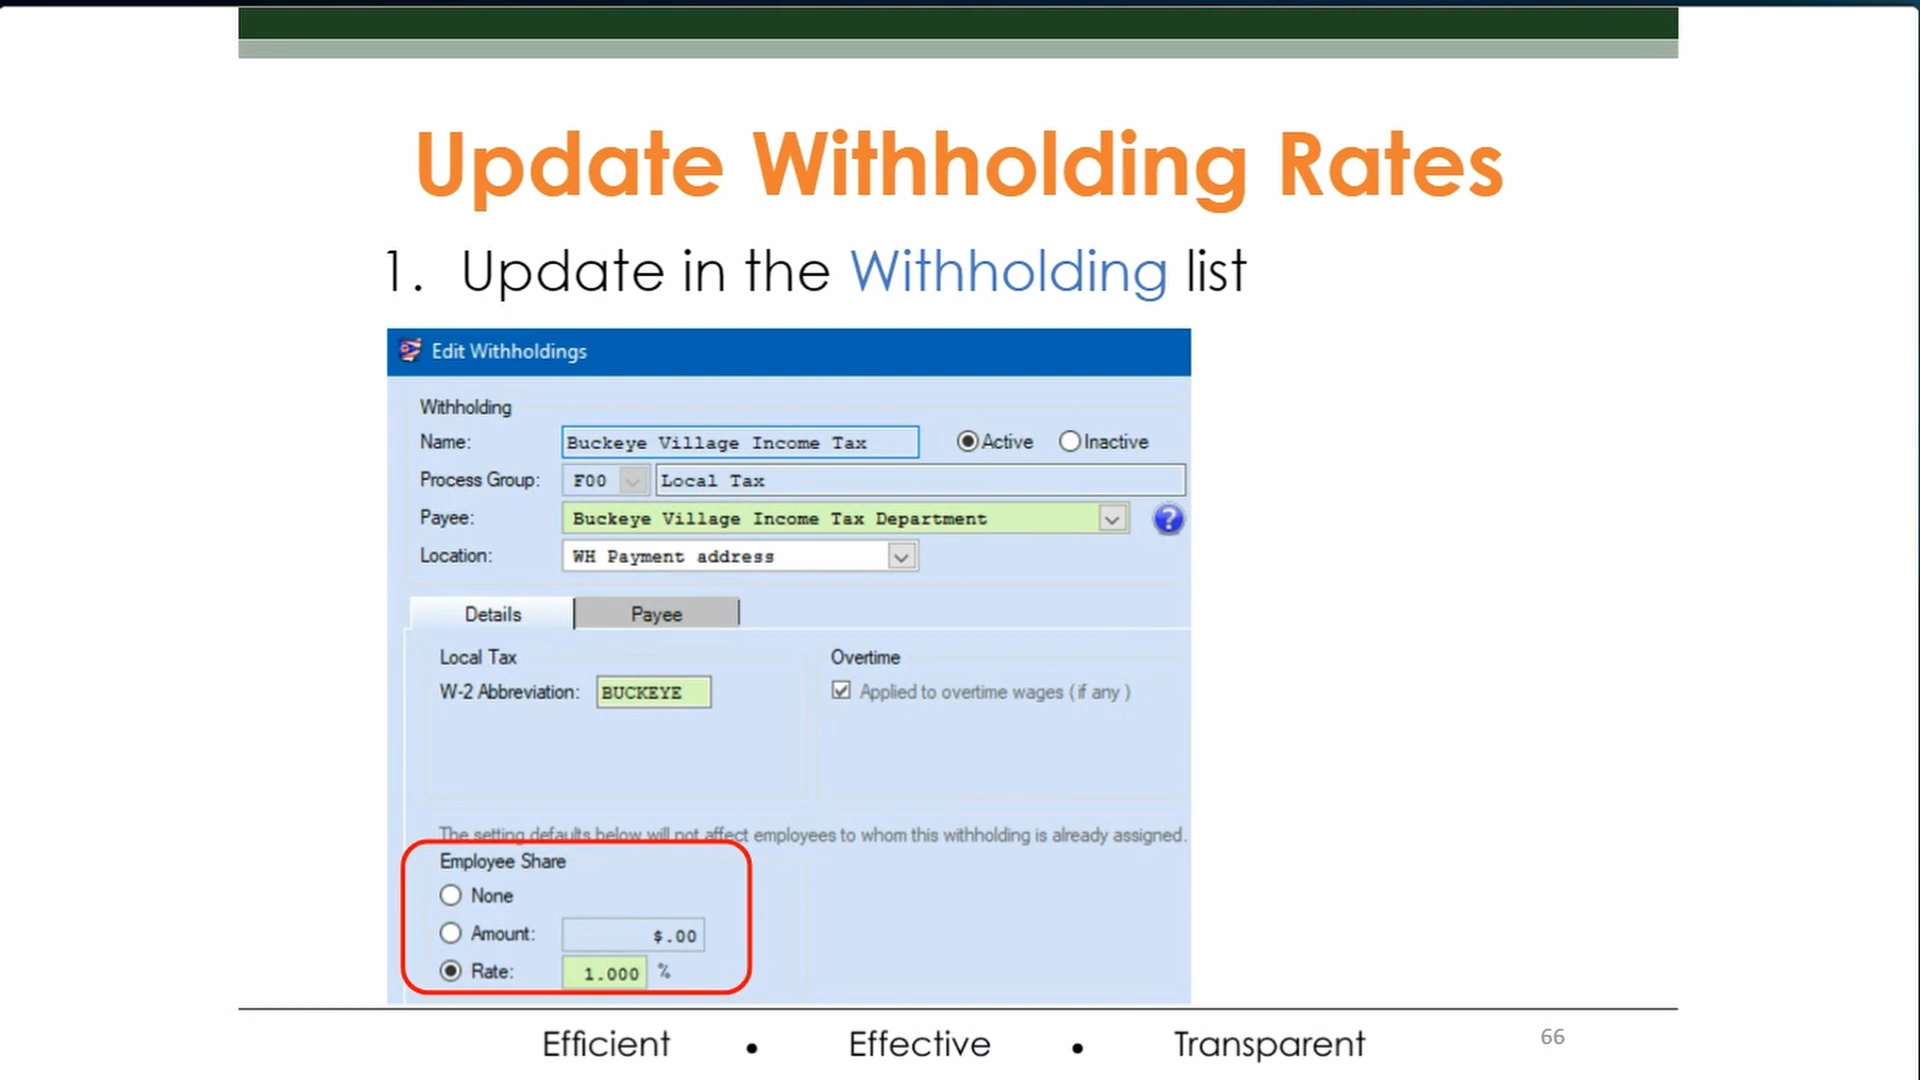 Update Withholding Rates
1. Update in the Withholding list
Edit Withholdings
Withholding
Name: Buckeye Village Income Tax Active Inactive
Process Group: F00 Local Tax
Payee: Buckeye Village Income Tax Department ?
Location: WH Payment address
Details Payee
Local Tax Overtime
W-2 Abbreviation: BUCKEYE Applied to overtime wages ( if any )
The setting defaults below will not affect employees to whom this withholding is already assigned.
Employee Share
None
Amount: $.00
Rate: 1.000 %
Efficient • Effective • Transparent 66